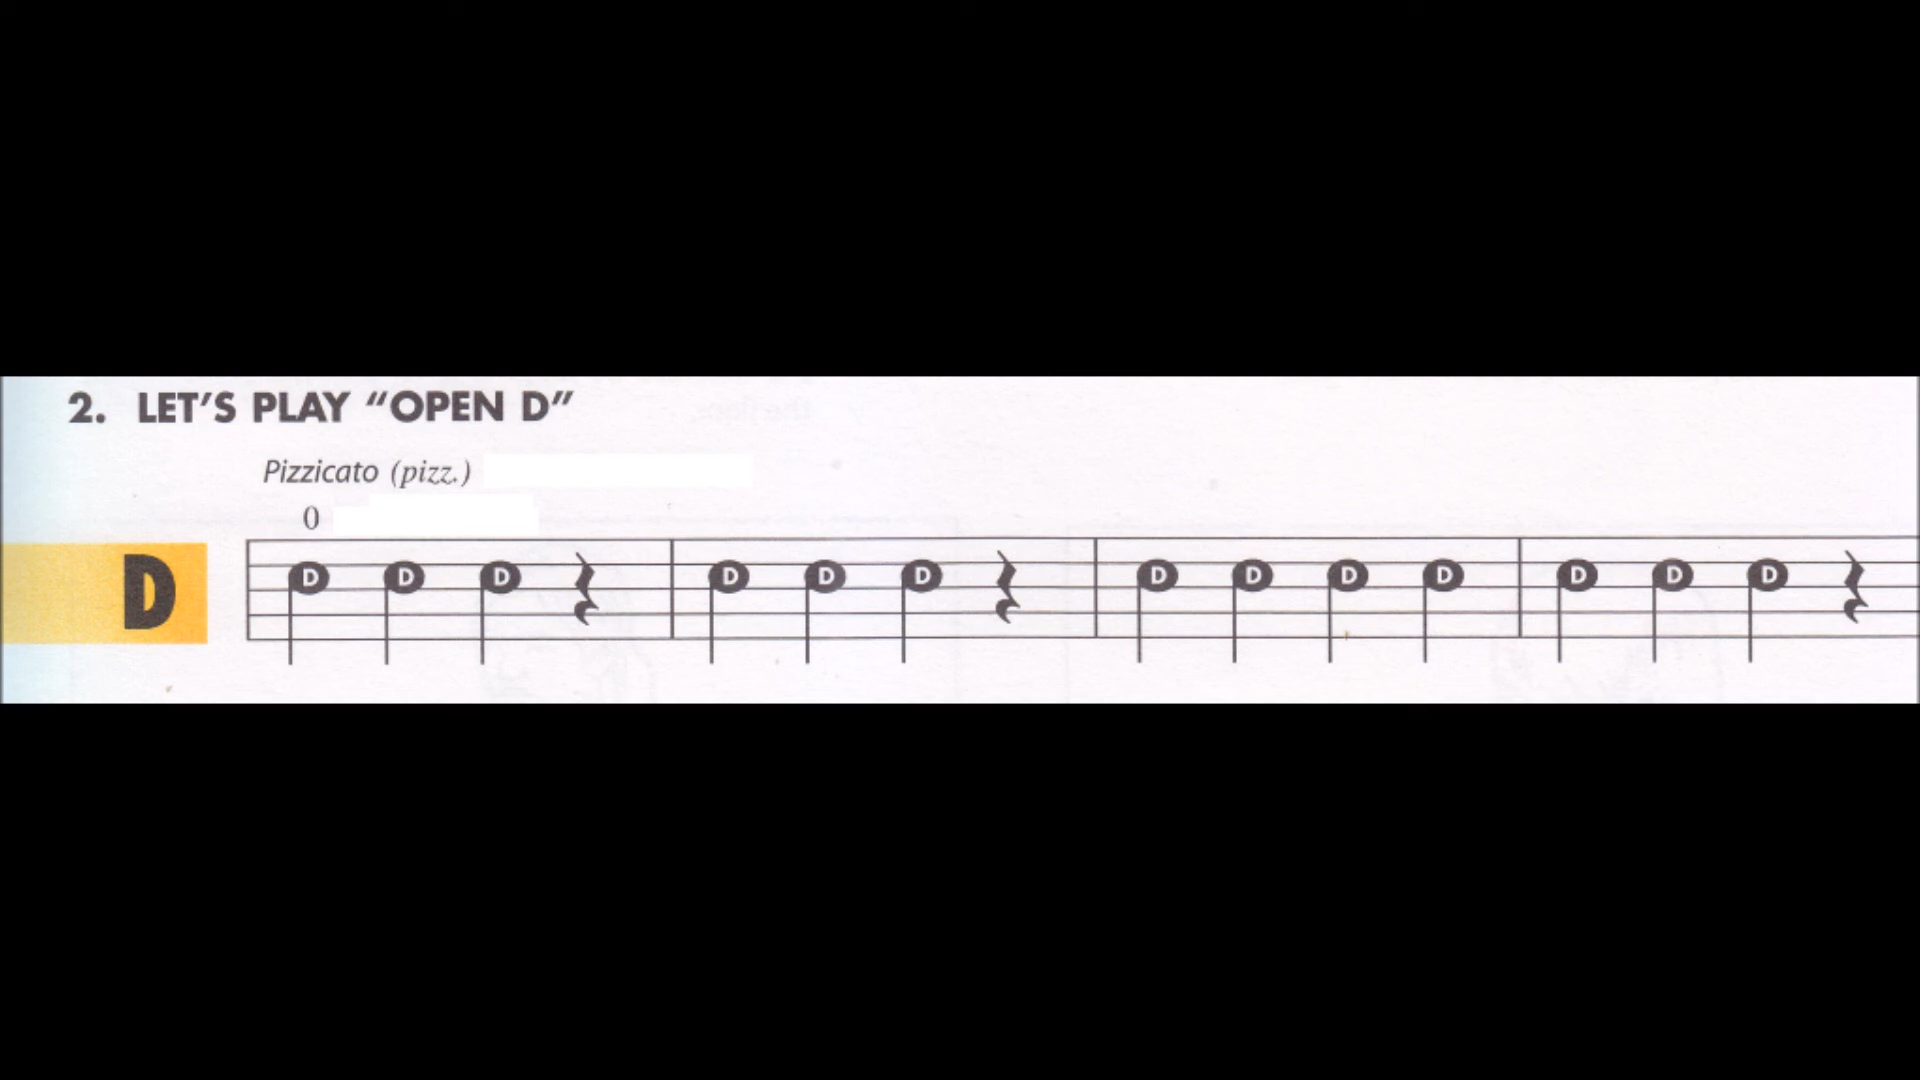 2. LET'S PLAY “OPEN D”
Pizzicato (pizz.)
0
D
D D D D D D D D D D D D D